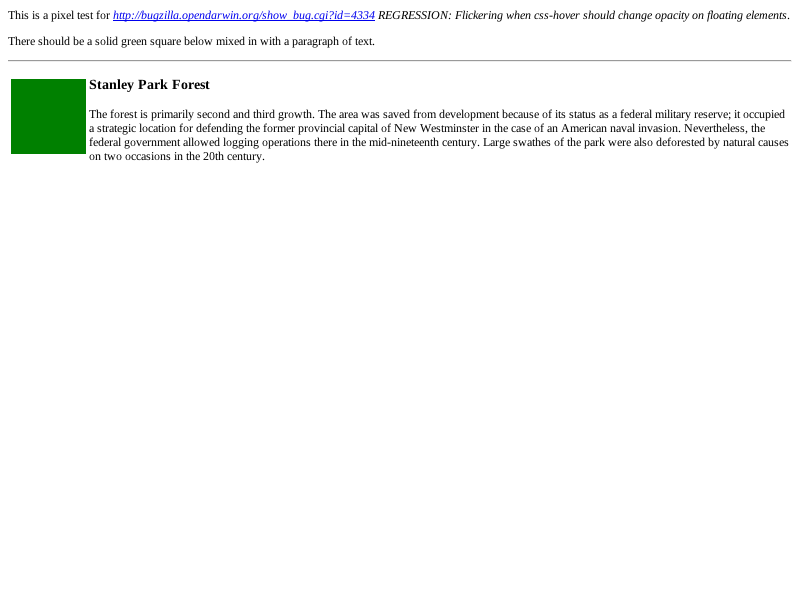 This is a pixel test for http://bugzilla.opendarwin.org/show_bug.cgi?id=4334 REGRESSION: Flickering when css-hover should change opacity on floating elements.
There should be a solid green square below mixed in with a paragraph of text.
Stanley Park Forest
The forest is primarily second and third growth. The area was saved from development because of its status as a federal military reserve; it occupied
a strategic location for defending the former provincial capital of New Westminster in the case of an American naval invasion. Nevertheless, the
federal government allowed logging operations there in the mid-nineteenth century. Large swathes of the park were also deforested by natural causes
on two occasions in the 20th century.